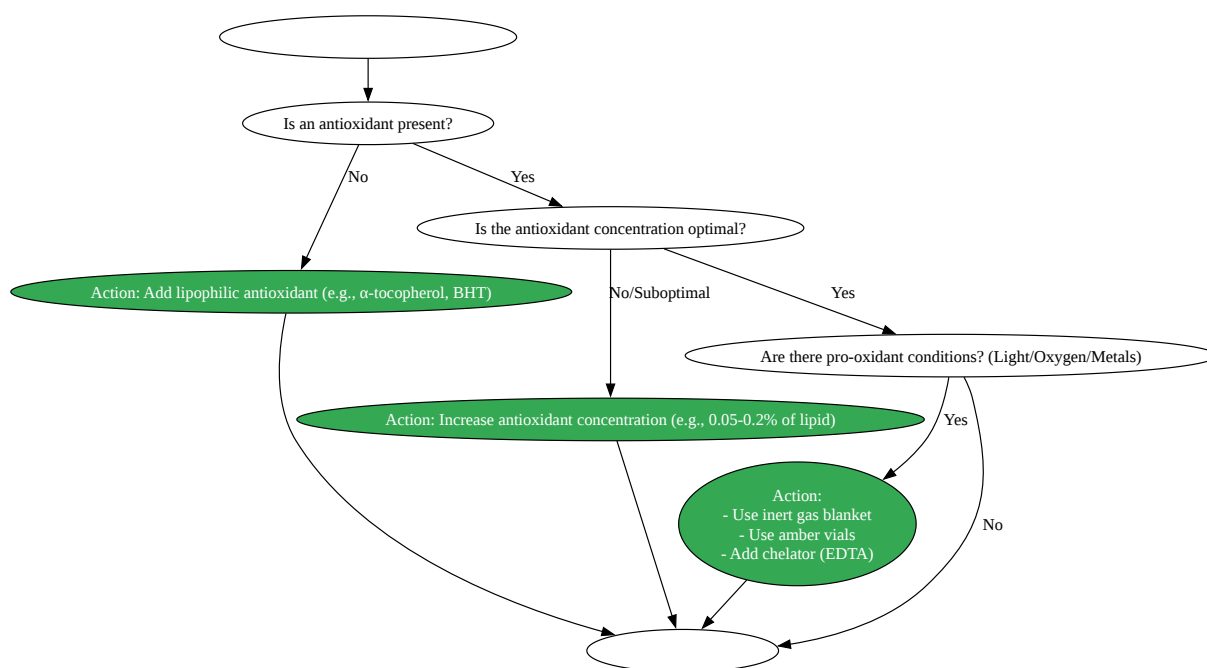 Is an antioxidant present?
No
Yes
Is the antioxidant concentration optimal?
Action: Add lipophilic antioxidant (e.g., α-tocopherol, BHT)
No/Suboptimal
Yes
Are there pro-oxidant conditions? (Light/Oxygen/Metals)
Action: Increase antioxidant concentration (e.g., 0.05-0.2% of lipid)
Yes
Action:
- Use inert gas blanket
- Use amber vials
- Add chelator (EDTA)
No